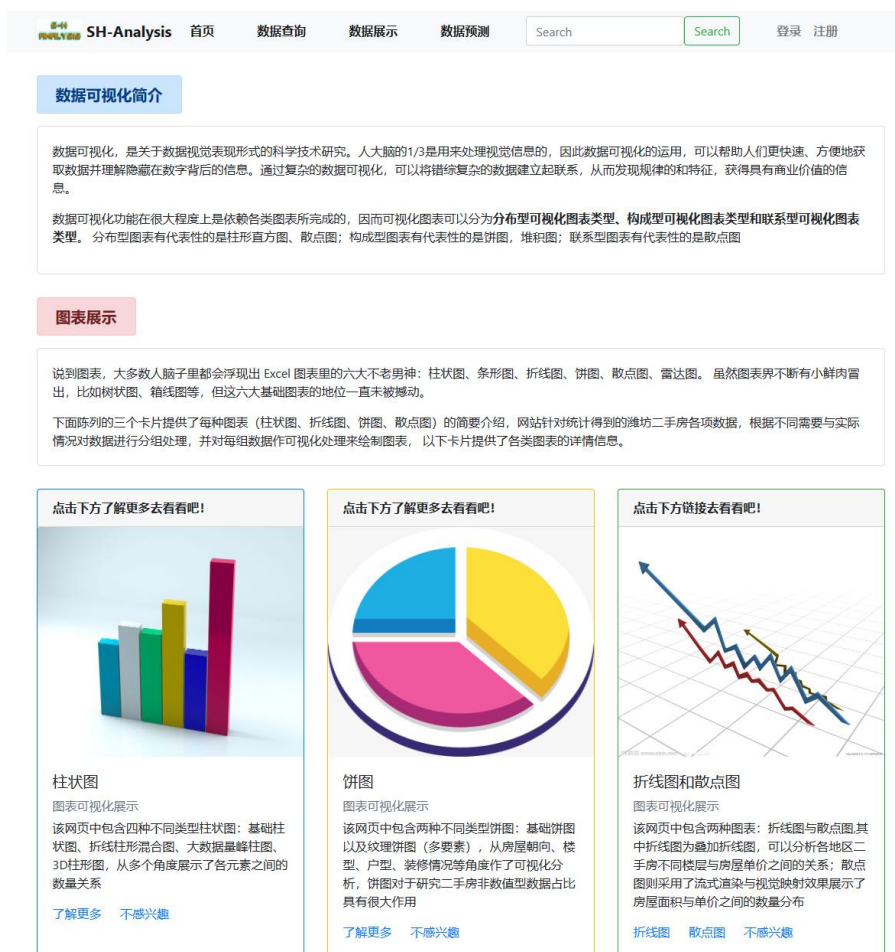 S-H
ANALYSIS SH-Analysis 首页 数据查询 数据展示 数据预测 Search Search 登录 注册
数据可视化简介
数据可视化，是关于数据视觉表现形式的科学技术研究。人大脑的1/3是用来处理视觉信息的，因此数据可视化的运用，可以帮助人们更快速、方便地获
取数据并理解隐藏在数字背后的信息。通过复杂的数据可视化，可以将错综复杂的数据建立起联系，从而发现规律的和特征，获得具有商业价值的信
息。
数据可视化功能在很大程度上是依赖各类图表所完成的，因而可视化图表可以分为分布型可视化图表类型、构成型可视化图表类型和联系型可视化图表
类型。 分布型图表有代表性的是柱形直方图、散点图；构成型图表有代表性的是饼图，堆积图；联系型图表有代表性的是散点图
图表展示
说到图表，大多数人脑子里都会浮现出 Excel 图表里的六大不老男神：柱状图、条形图、折线图、饼图、散点图、雷达图。 虽然图表界不断有小鲜肉冒
出，比如树状图、箱线图等，但这六大基础图表的地位一直未被撼动。
下面陈列的三个卡片提供了每种图表（柱状图、折线图、饼图、散点图）的简要介绍，网站针对统计得到的潍坊二手房各项数据，根据不同需要与实际
情况对数据进行分组处理，并对每组数据作可视化处理来绘制图表， 以下卡片提供了各类图表的详情信息。
点击下方了解更多去看看吧！
柱状图
图表可视化展示
该网页中包含四种不同类型柱状图：基础柱
状图、折线柱形混合图、大数据量峰柱图、
3D柱形图，从多个角度展示了各元素之间的
数量关系
了解更多 不感兴趣
点击下方了解更多去看看吧！
饼图
图表可视化展示
该网页中包含两种不同类型饼图：基础饼图
以及纹理饼图（多要素），从房屋朝向、楼
型、户型、装修情况等角度作了可视化分
析，饼图对于研究二手房非数值型数据占比
具有很大作用
了解更多 不感兴趣
点击下方链接去看看吧！
折线图和散点图
图表可视化展示
该网页中包含两种图表：折线图与散点图,其
中折线图为叠加折线图，可以分析各地区二
手房不同楼层与房屋单价之间的关系；散点
图则采用了流式渲染与视觉映射效果展示了
房屋面积与单价之间的数量分布
折线图 散点图 不感兴趣